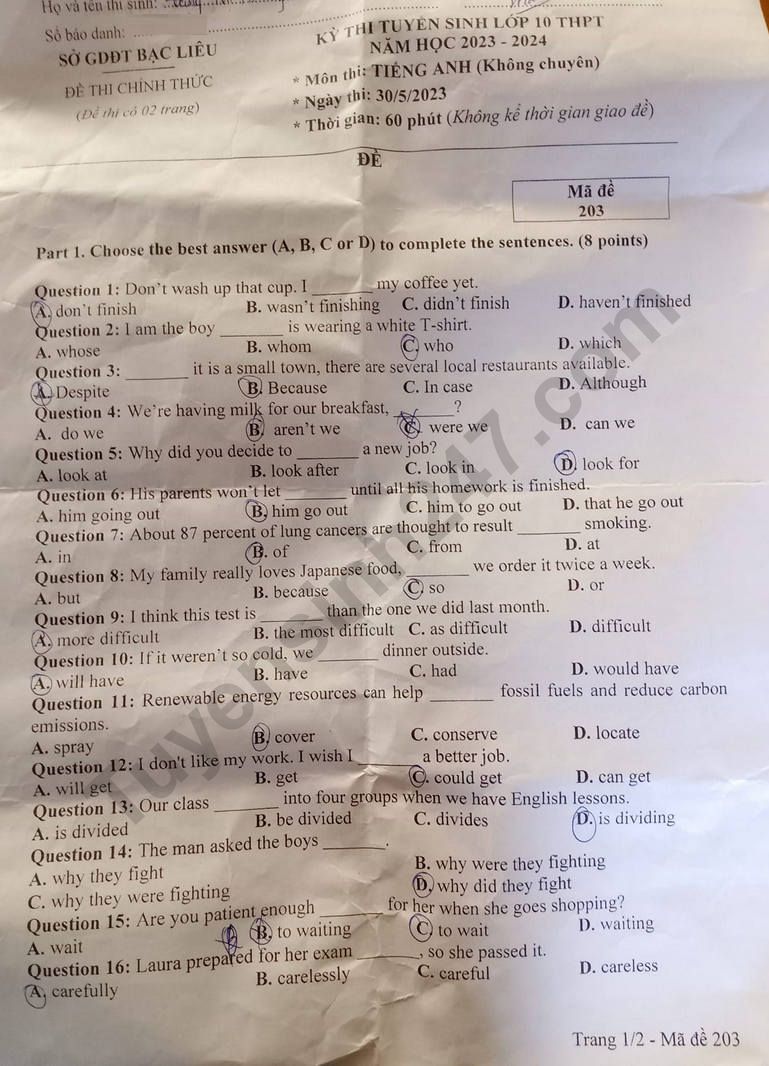 Họ và tên thí sinh:
Số báo danh:
SỞ GDĐT BẠC LIÊU
ĐỀ THI CHÍNH THỨC
(Đề thi có 02 trang)
KỲ THI TUYỂN SINH LỚP 10 THPT
NĂM HỌC 2023 - 2024
* Môn thi: TIẾNG ANH (Không chuyên)
* Ngày thi: 30/5/2023
* Thời gian: 60 phút (Không kể thời gian giao đề)
ĐỀ
Mã đề
203
Part 1. Choose the best answer (A, B, C or D) to complete the sentences. (8 points)
Question 1: Don't wash up that cup. I ______ my coffee yet.
A. don't finish B. wasn't finishing C. didn't finish D. haven't finished
Question 2: I am the boy ______ is wearing a white T-shirt.
A. whose B. whom C. who D. which
Question 3: ______ it is a small town, there are several local restaurants available.
A. Despite B. Because C. In case D. Although
Question 4: We're having milk for our breakfast, ______?
A. do we B. aren't we C. were we D. can we
Question 5: Why did you decide to ______ a new job?
A. look at B. look after C. look in D. look for
Question 6: His parents won't let ______ until all his homework is finished.
A. him going out B. him go out C. him to go out D. that he go out
Question 7: About 87 percent of lung cancers are thought to result ______ smoking.
A. in B. of C. from D. at
Question 8: My family really loves Japanese food, ______ we order it twice a week.
A. but B. because C. so D. or
Question 9: I think this test is ______ than the one we did last month.
A. more difficult B. the most difficult C. as difficult D. difficult
Question 10: If it weren't so cold, we ______ dinner outside.
A. will have B. have C. had D. would have
Question 11: Renewable energy resources can help ______ fossil fuels and reduce carbon
emissions.
A. spray B. cover C. conserve D. locate
Question 12: I don't like my work. I wish I ______ a better job.
A. will get B. get C. could get D. can get
Question 13: Our class ______ into four groups when we have English lessons.
A. is divided B. be divided C. divides D. is dividing
Question 14: The man asked the boys ______.
A. why they fight B. why were they fighting
C. why they were fighting D. why did they fight
Question 15: Are you patient enough ______ for her when she goes shopping?
A. wait B. to waiting C. to wait D. waiting
Question 16: Laura prepared for her exam ______, so she passed it.
A. carefully B. carelessly C. careful D. careless
Trang 1/2 - Mã đề 203
Tuyensinh247.com